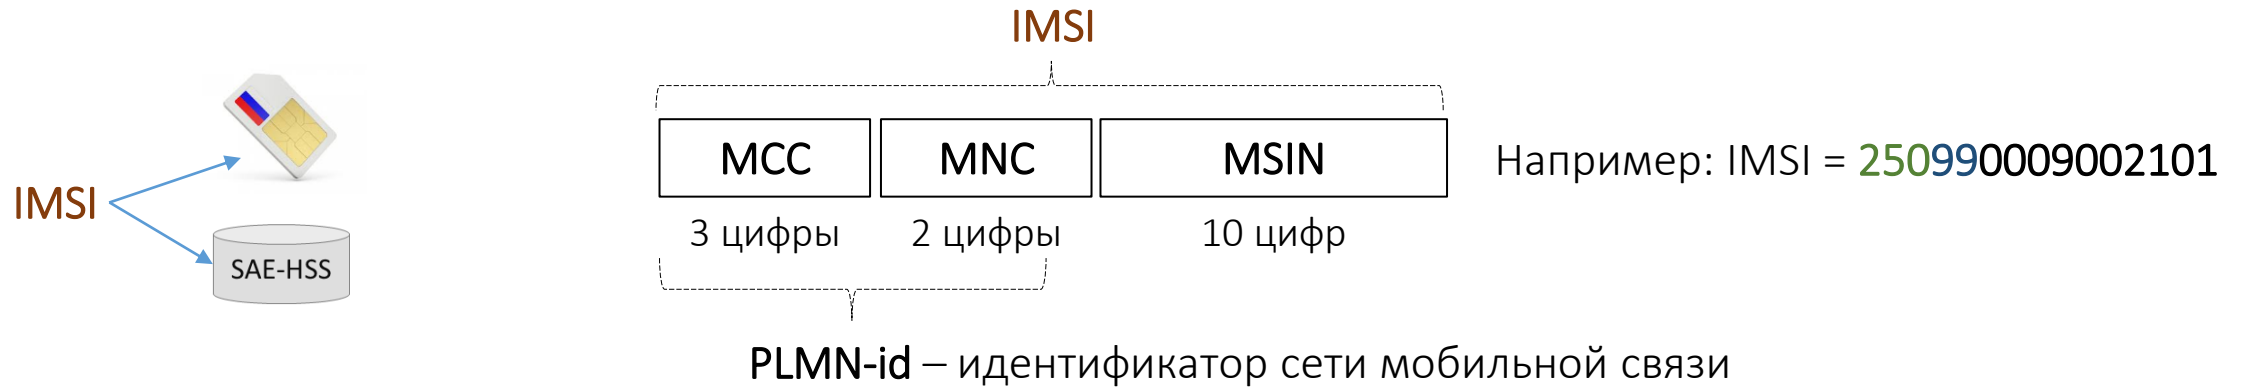 IMSI
IMSI
SAE-HSS
MCC MNC MSIN
3 цифры 2 цифры 10 цифр
Например: IMSI = 250990009002101
PLMN-id – идентификатор сети мобильной связи